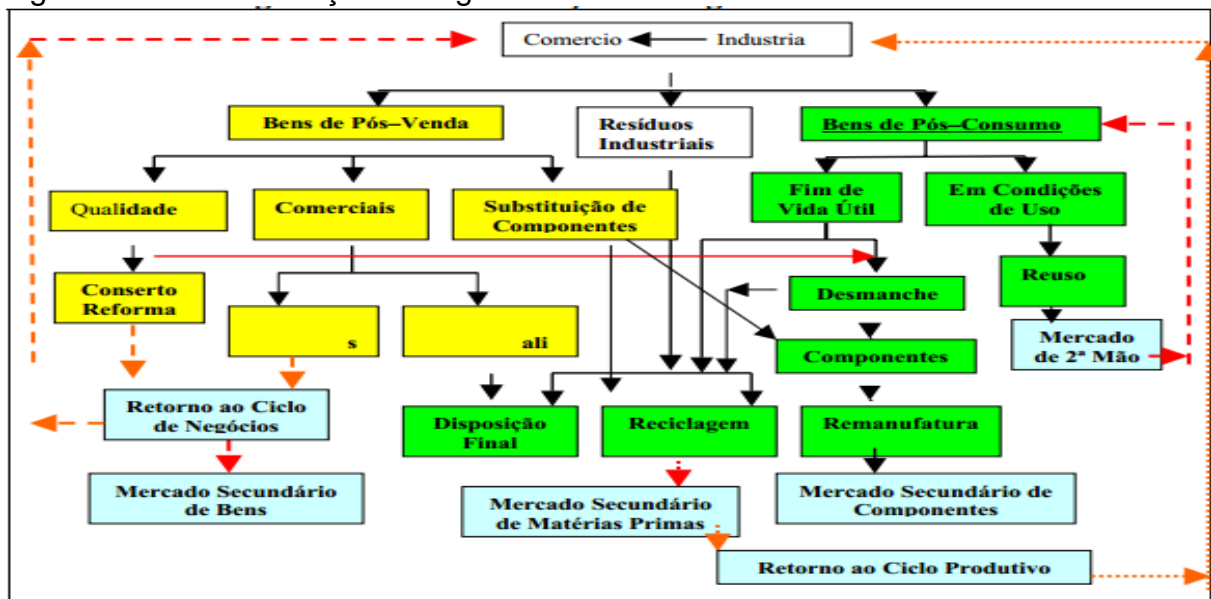 Comercio
Industria
Bens de Pós–Venda
Resíduos
Industriais
Bens de Pós–Consumo
Qualidade
Comerciais
Substituição de
Componentes
Fim de
Vida Útil
Em Condições
de Uso
Conserto
Reforma
s
ali
Desmanche
Reuso
Componentes
Mercado
de 2ª Mão
Retorno ao Ciclo
de Negócios
Disposição
Final
Reciclagem
Remanufatura
Mercado Secundário
de Bens
Mercado Secundário
de Matérias Primas
Mercado Secundário de
Componentes
Retorno ao Ciclo Produtivo